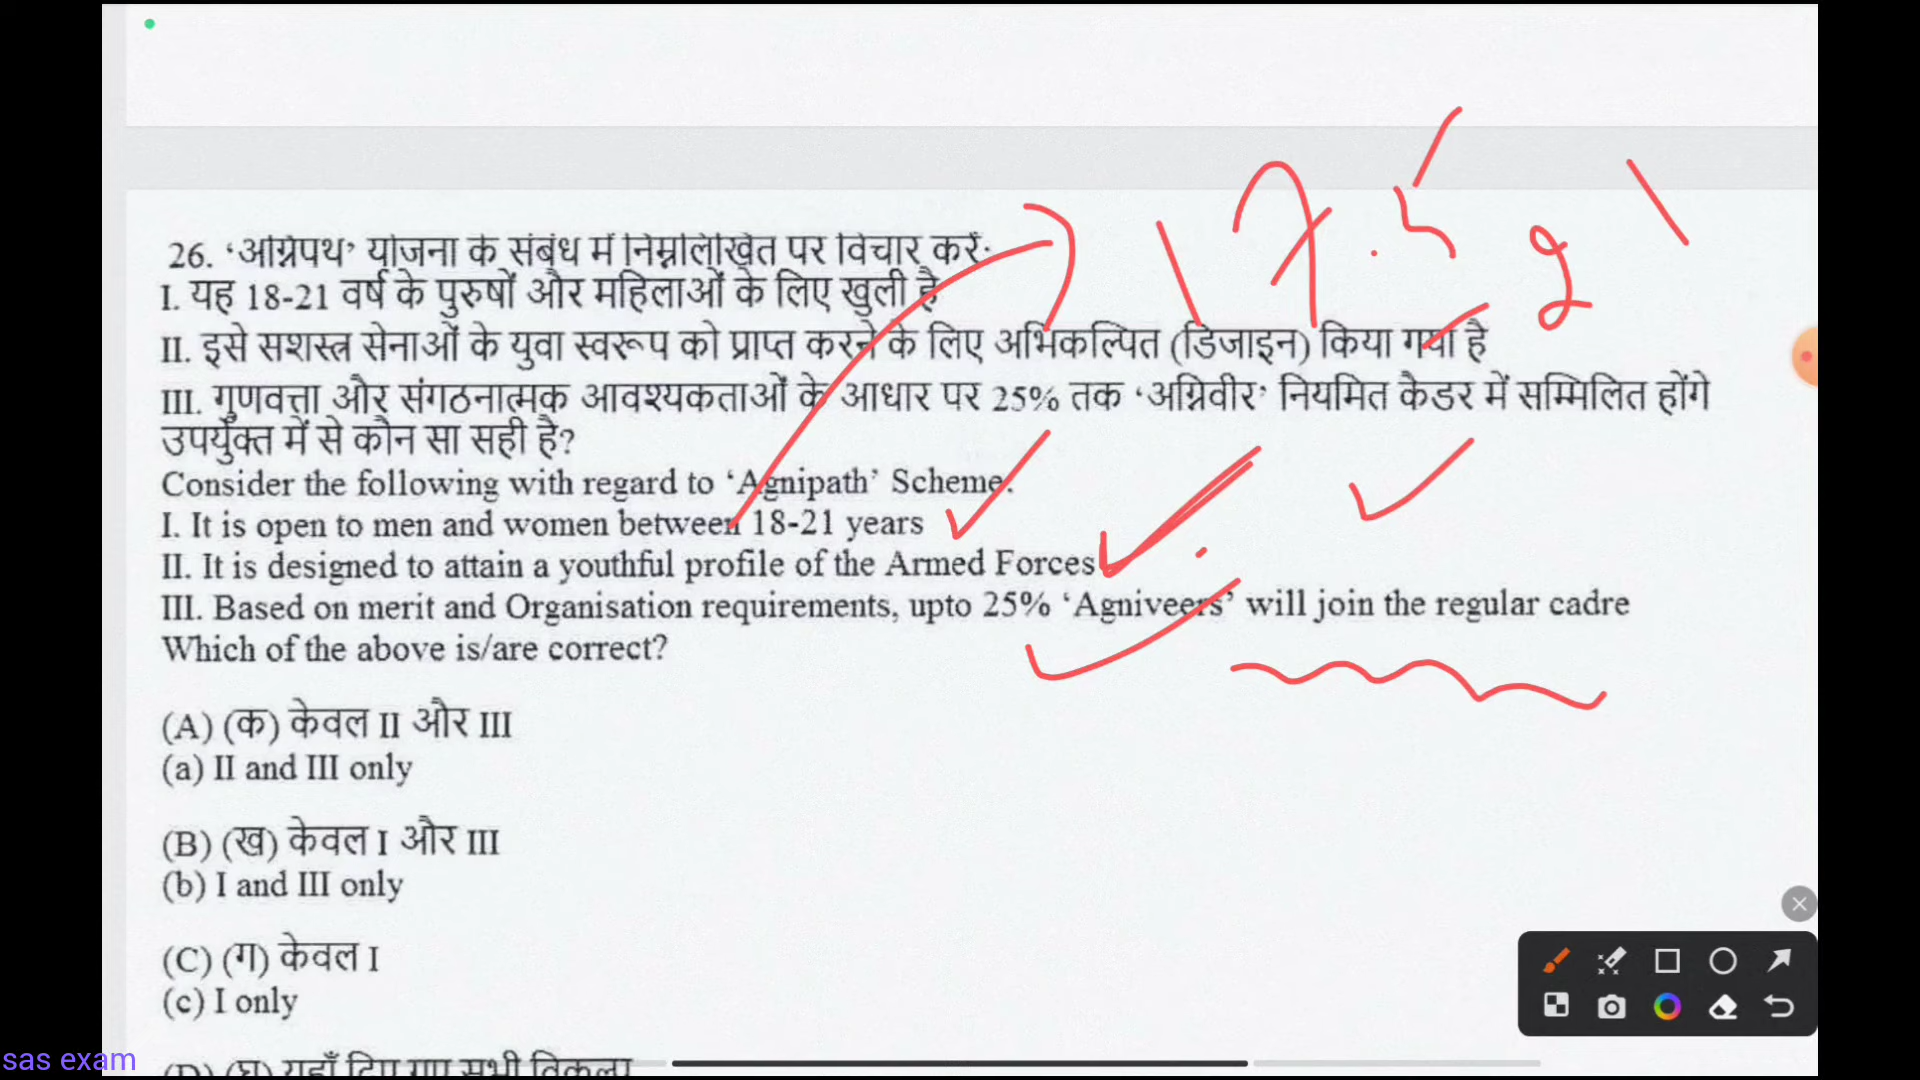 17.5 21
26. ‘अग्निपथ’ योजना के संबंध में निम्नलिखित पर विचार करें:
I. यह 18-21 वर्ष के पुरुषों और महिलाओं के लिए खुली है
II. इसे सशस्त्र सेनाओं के युवा स्वरूप को प्राप्त करने के लिए अभिकल्पित (डिजाइन) किया गया है
III. गुणवत्ता और संगठनात्मक आवश्यकताओं के आधार पर 25% तक ‘अग्निवीर’ नियमित कैडर में सम्मिलित होंगे
उपर्युक्त में से कौन सा सही है?
Consider the following with regard to ‘Agnipath’ Scheme.
I. It is open to men and women between 18-21 years
II. It is designed to attain a youthful profile of the Armed Forces
III. Based on merit and Organisation requirements, upto 25% ‘Agniveers’ will join the regular cadre
Which of the above is/are correct?
(A) (क) केवल II और III
(a) II and III only
(B) (ख) केवल I और III
(b) I and III only
(C) (ग) केवल I
(c) I only
(D) (घ) यहाँ दिए गए सभी विकल्प
sas exam